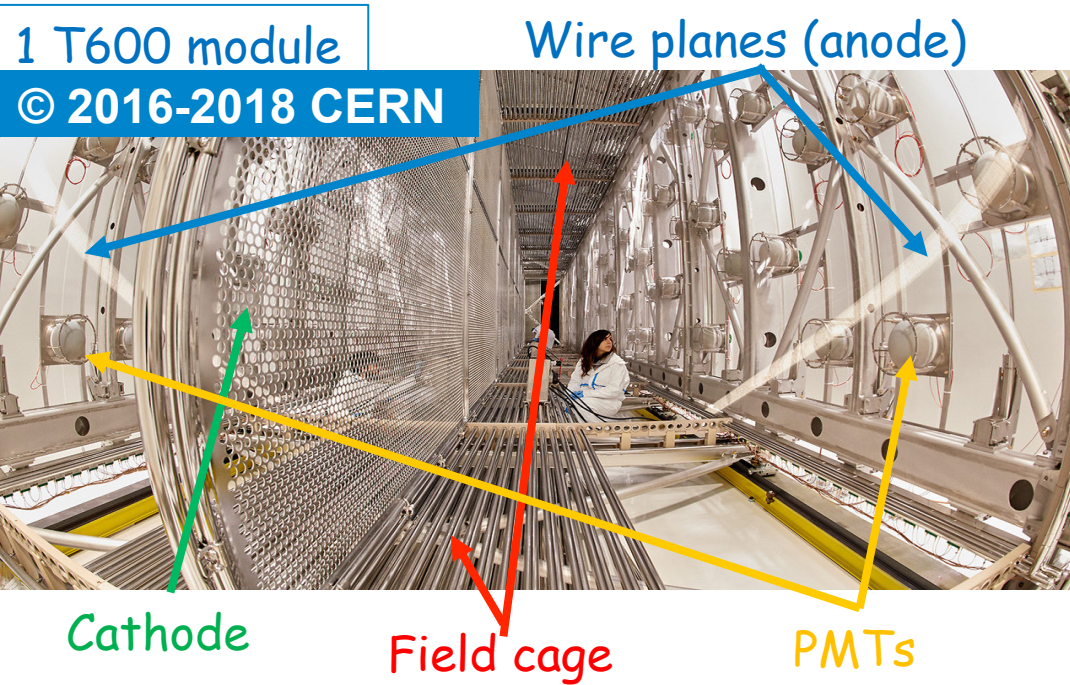 1 T600 module
Wire planes (anode)
© 2016-2018 CERN
Cathode
Field cage
PMTs